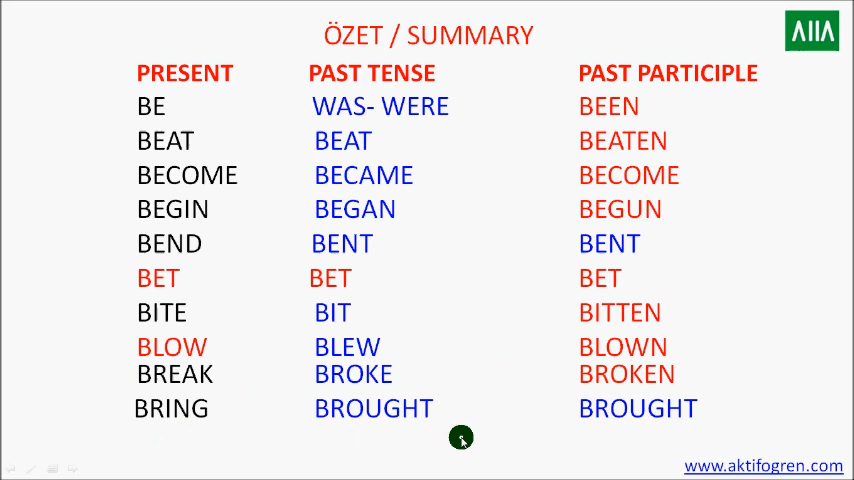 ÖZET / SUMMARY
PRESENT PAST TENSE PAST PARTICIPLE
BE WAS- WERE BEEN
BEAT BEAT BEATEN
BECOME BECAME BECOME
BEGIN BEGAN BEGUN
BEND BENT BENT
BET BET BET
BITE BIT BITTEN
BLOW BLEW BLOWN
BREAK BROKE BROKEN
BRING BROUGHT BROUGHT
www.aktifogren.com